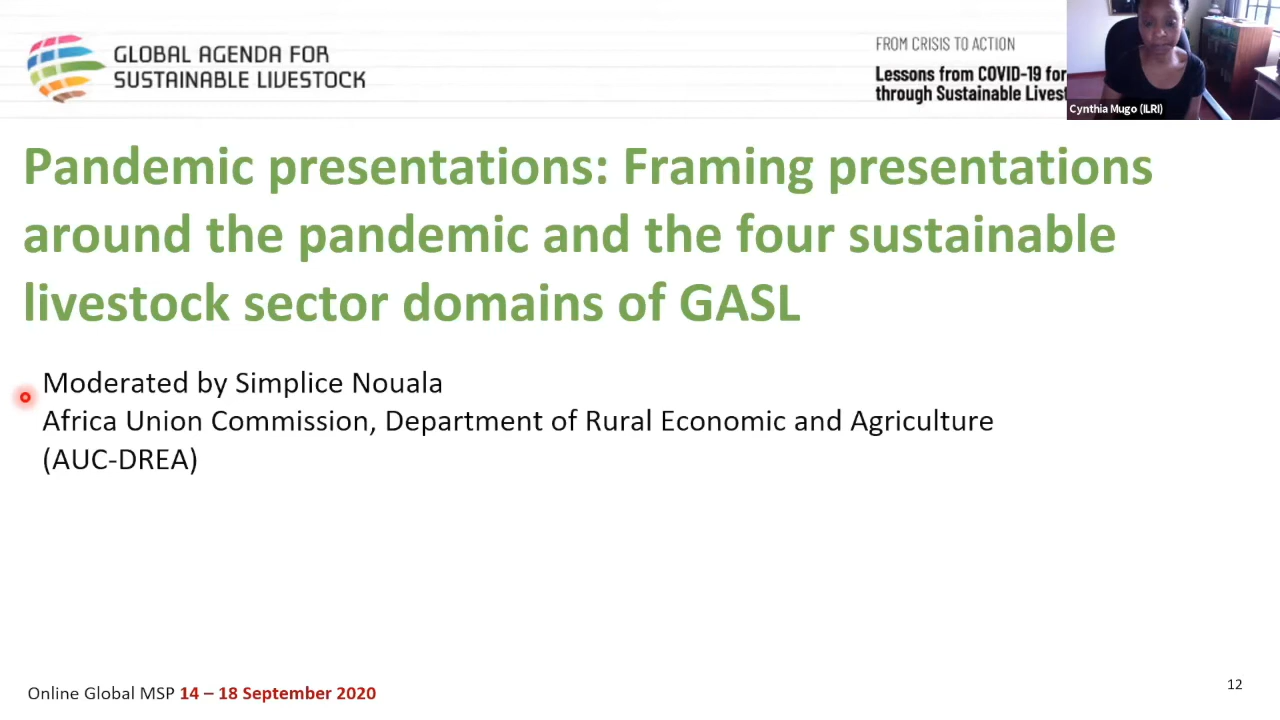 GLOBAL AGENDA FOR
SUSTAINABLE LIVESTOCK
FROM CRISIS TO ACTION
Lessons from COVID-19 for
through Sustainable
Cynthia Mugo (ILRI)
Pandemic presentations: Framing presentations
around the pandemic and the four sustainable
livestock sector domains of GASL
Moderated by Simplice Nouala
Africa Union Commission, Department of Rural Economic and Agriculture
(AUC-DREA)
Online Global MSP 14 – 18 September 2020
12